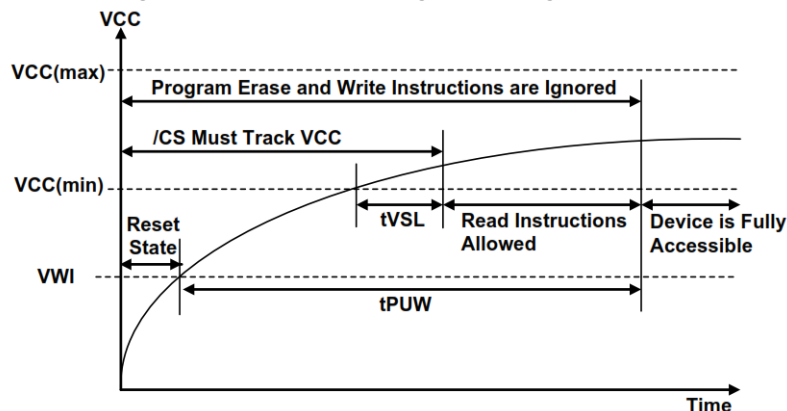 VCC
VCC(max)
Program Erase and Write Instructions are Ignored
/CS Must Track VCC
VCC(min)
Reset
State
tVSL
Read Instructions
Allowed
Device is Fully
Accessible
VWI
tPUW
Time